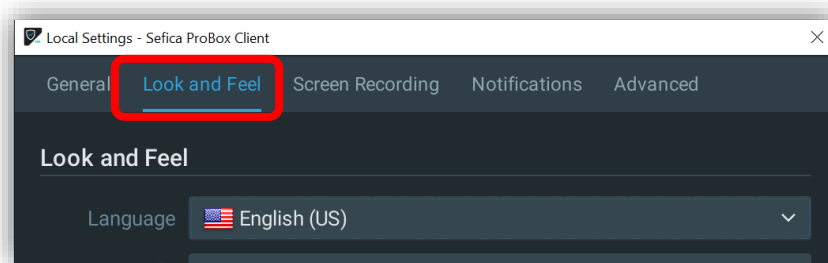 Local Settings - Sefica ProBox Client
General Look and Feel Screen Recording Notifications Advanced
Look and Feel
Language English (US)